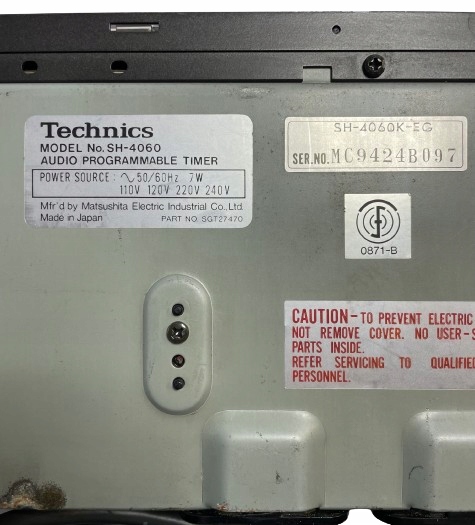 Technics
MODEL No. SH-4060
AUDIO PROGRAMMABLE TIMER
POWER SOURCE : ∿ 50/60Hz 7W
110V 120V 220V 240V
Mfr'd by Matsushita Electric Industrial Co., Ltd.
Made in Japan PART NO. SGT27470
SH-4060K-EG
SER.NO. MC9424B097
0871-B
CAUTION - TO PREVENT ELECTRIC
NOT REMOVE COVER. NO USER-S
PARTS INSIDE.
REFER SERVICING TO QUALIFIED
PERSONNEL.